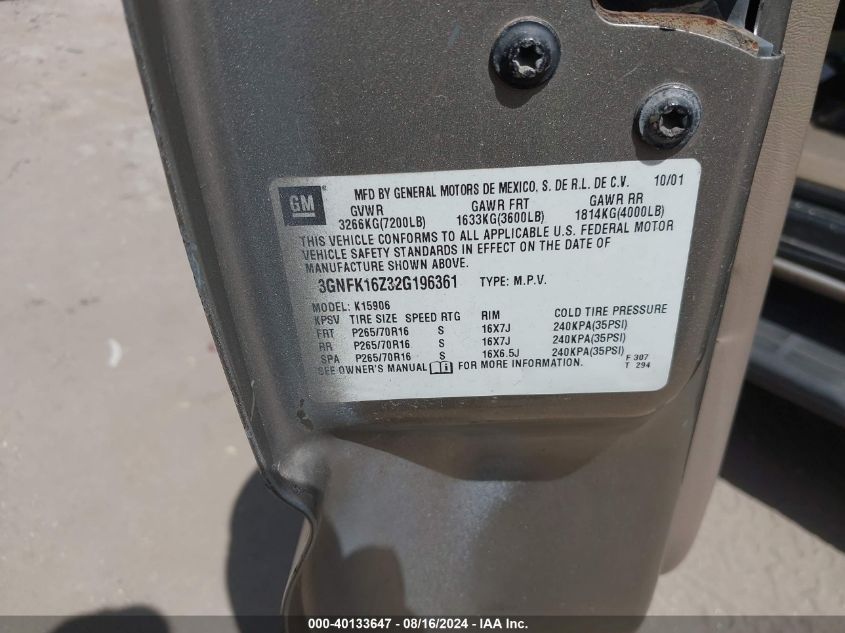 GM
MFD BY GENERAL MOTORS DE MEXICO, S. DE R.L. DE C.V. 10/01
GVWR GAWR FRT GAWR RR
3266KG(7200LB) 1633KG(3600LB) 1814KG(4000LB)
THIS VEHICLE CONFORMS TO ALL APPLICABLE U.S. FEDERAL MOTOR
VEHICLE SAFETY STANDARDS IN EFFECT ON THE DATE OF
MANUFACTURE SHOWN ABOVE.
3GNFK16Z32G196361 TYPE: M.P.V.
MODEL: K15906
KPSV TIRE SIZE SPEED RTG RIM COLD TIRE PRESSURE
FRT P265/70R16 S 16X7J 240KPA(35PSI)
RR P265/70R16 S 16X7J 240KPA(35PSI)
SPA P265/70R16 S 16X6.5J 240KPA(35PSI)
SEE OWNER'S MANUAL FOR MORE INFORMATION. F 307
T 294
000-40133647 - 08/16/2024 - IAA Inc.